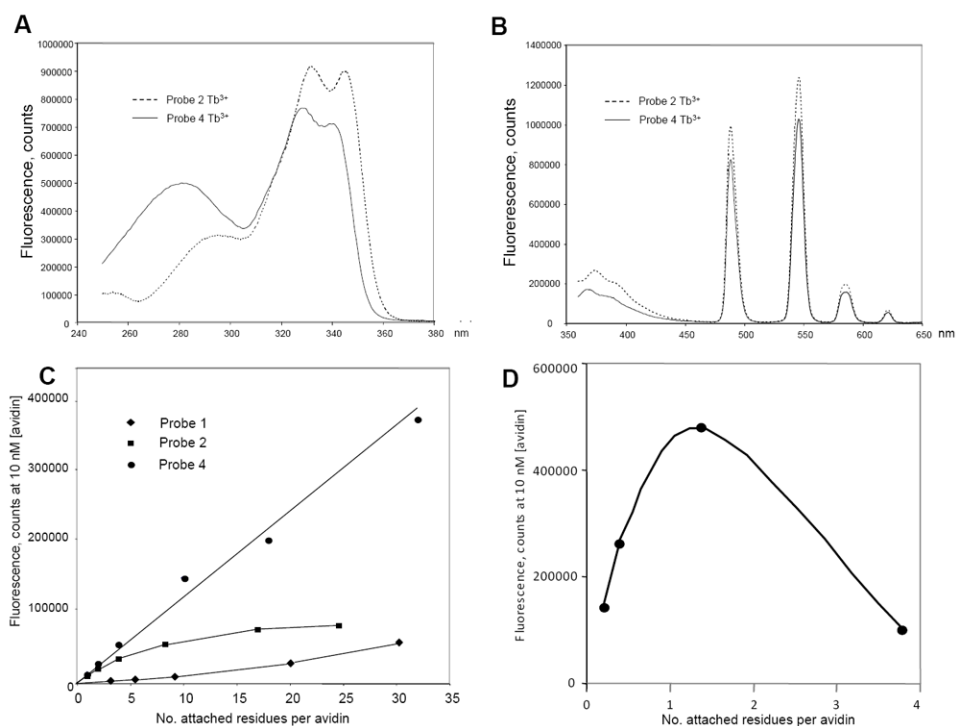 A
Fluorescence, counts
1000000
900000
800000
700000
600000
500000
400000
300000
200000
100000
0
240 260 280 300 320 340 360 380 nm
Probe 2 Tb³⁺
Probe 4 Tb³⁺
B
Fluorerescence, counts
1400000
1200000
1000000
800000
600000
400000
200000
0
350 400 450 500 550 600 650 nm
Probe 2 Tb³⁺
Probe 4 Tb³⁺
C
Fluorescence, counts at 10 nM [avidin]
400000
300000
200000
100000
0
0 5 10 15 20 25 30 35
No. attached residues per avidin
Probe 1
Probe 2
Probe 4
D
Fluorescence, counts at 10 nM [avidin]
600000
400000
200000
0
0 1 2 3 4
No. attached residues per avidin